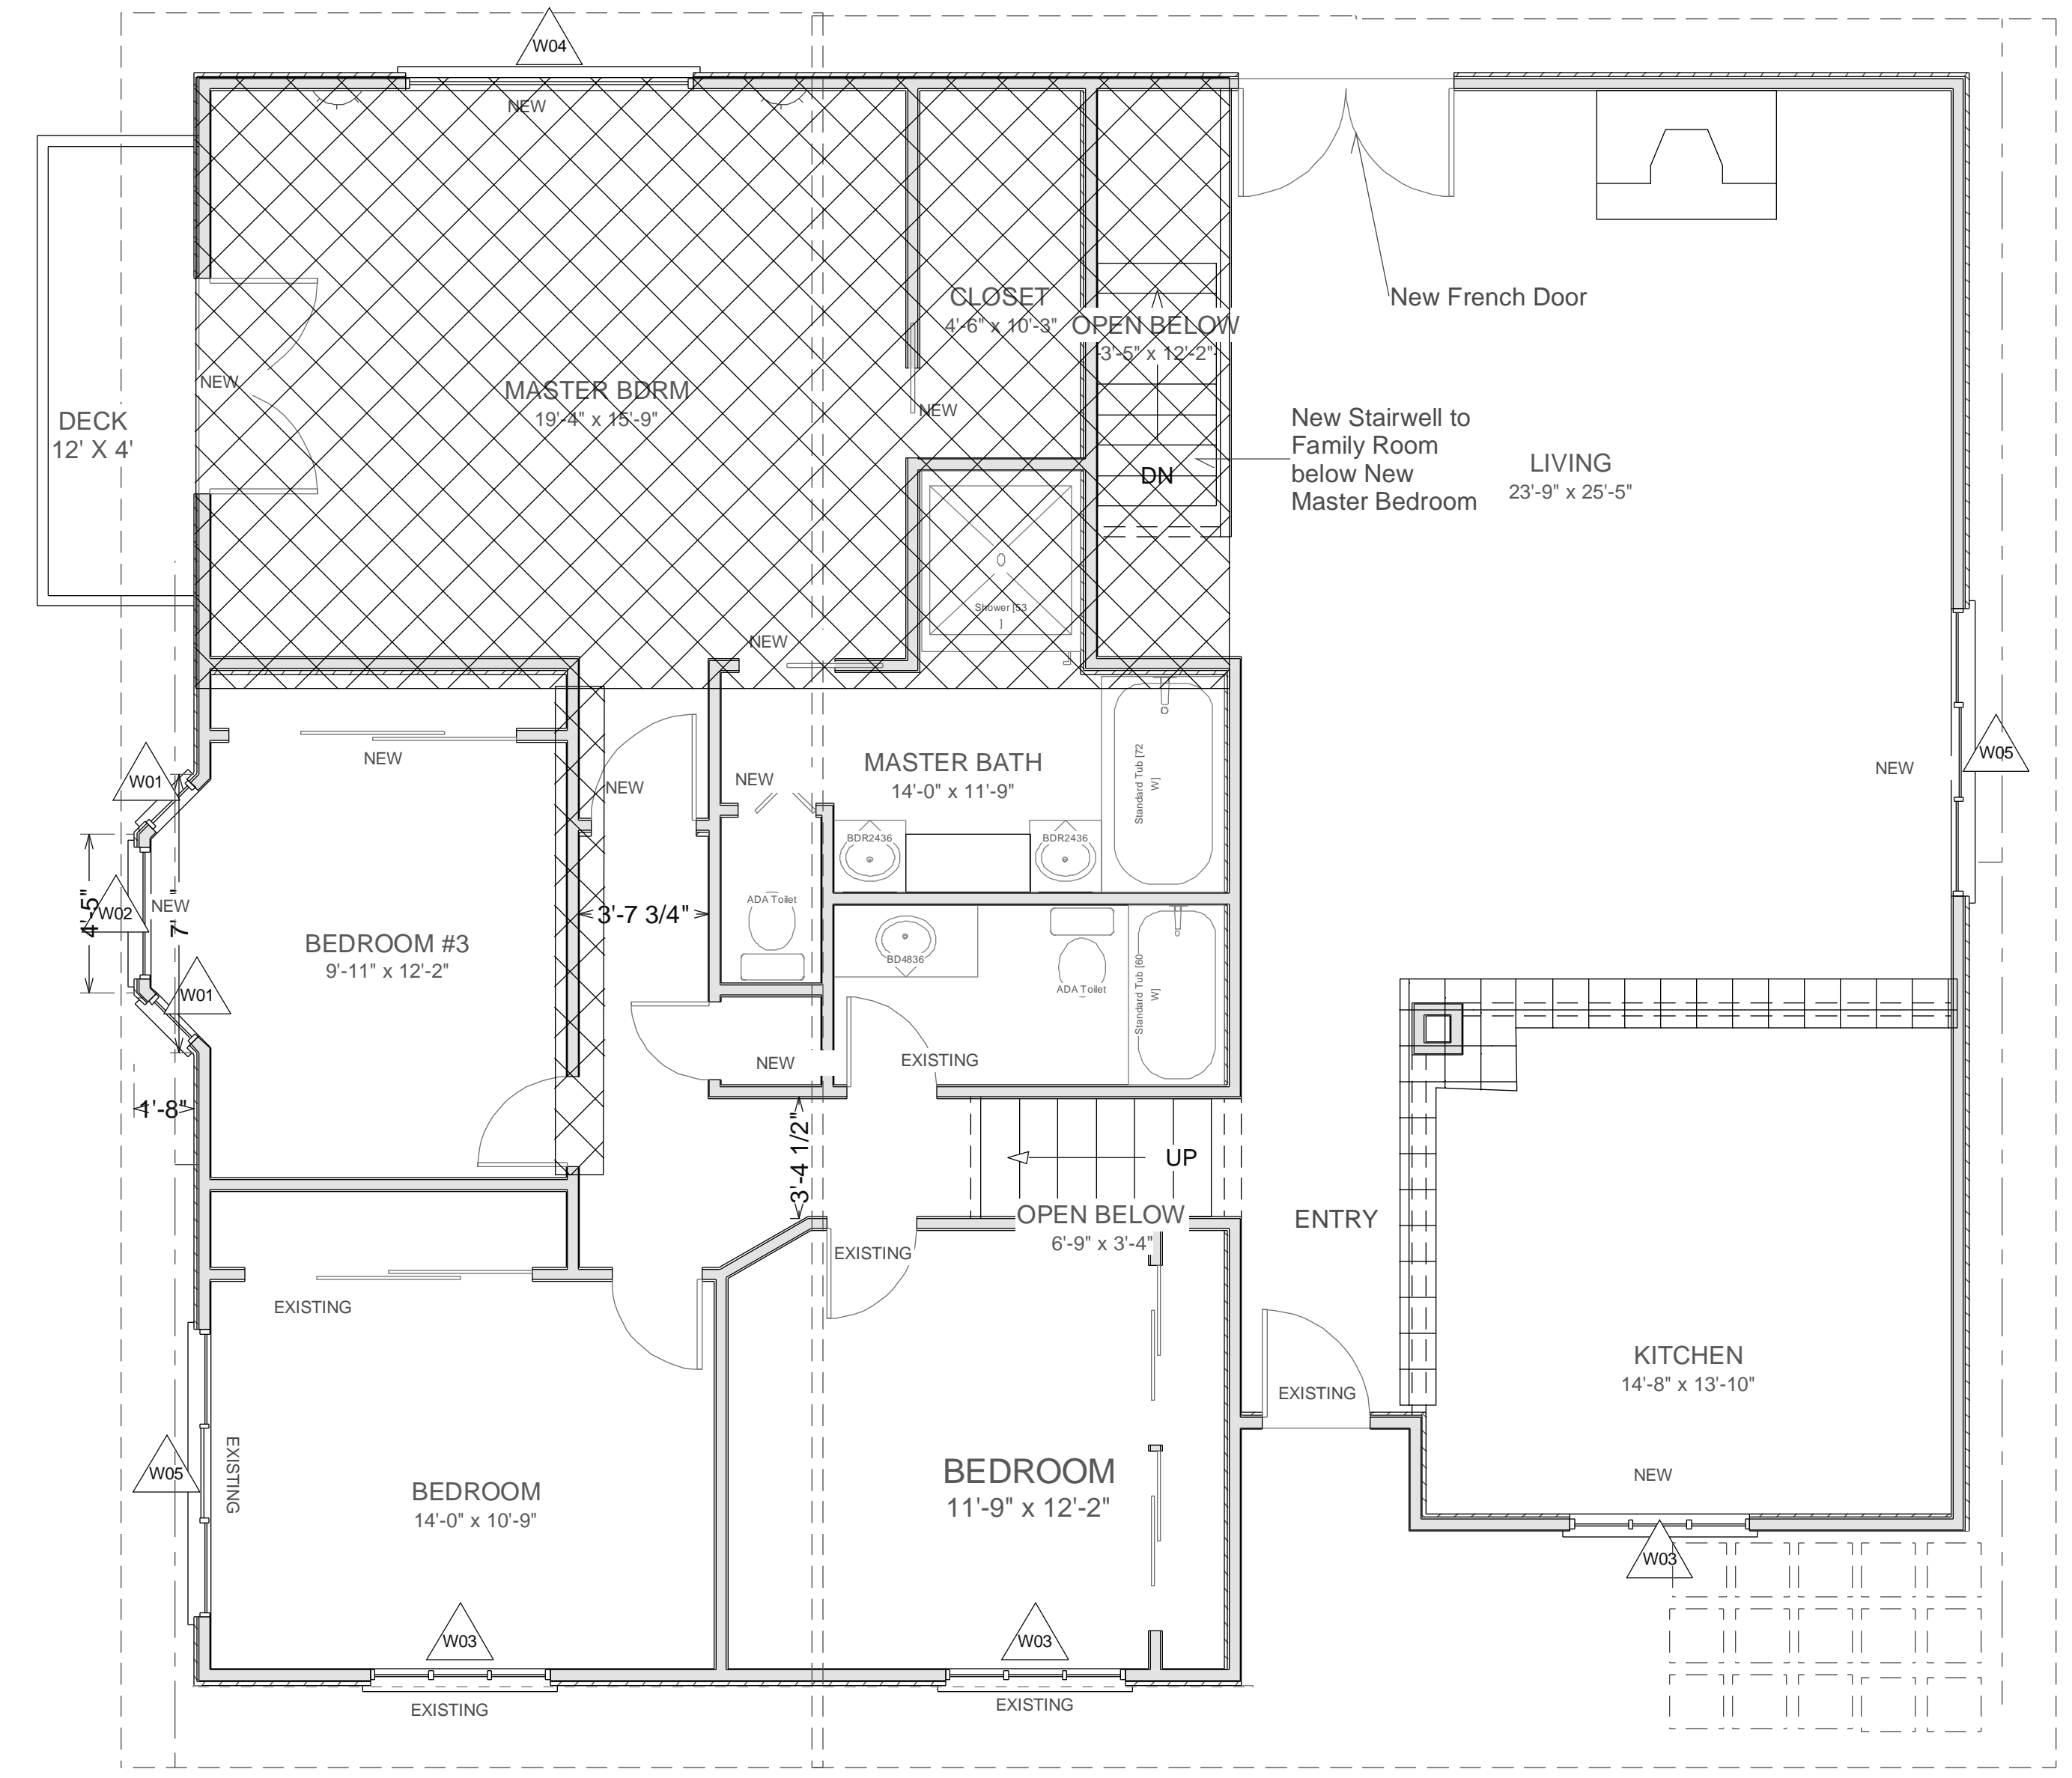 W04
NEW
CLOSET
4'-6" x 10'-3"
OPEN BELOW
3'-5" x 12'-2"
New French Door
NEW
MASTER BDRM
19'-4" x 15'-9"
NEW
DECK
12' X 4'
New Stairwell to
Family Room
below New
Master Bedroom
LIVING
23'-9" x 25'-5"
DN
Shower [53
]
NEW
W05
NEW
NEW
NEW
NEW
MASTER BATH
14'-0" x 11'-9"
Standard Tub [72
W]
W01
BDR2436
BDR2436
4'-5"
W02
NEW
7'
ADA Toilet
3'-7 3/4"
BEDROOM #3
9'-11" x 12'-2"
BD4836
ADA Toilet
Standard Tub [60
W]
W01
NEW
EXISTING
1'-8"
3'-4 1/2"
UP
OPEN BELOW
6'-9" x 3'-4"
ENTRY
EXISTING
EXISTING
KITCHEN
14'-8" x 13'-10"
EXISTING
W05
EXISTING
BEDROOM
14'-0" x 10'-9"
BEDROOM
11'-9" x 12'-2"
NEW
W03
W03
W03
EXISTING
EXISTING